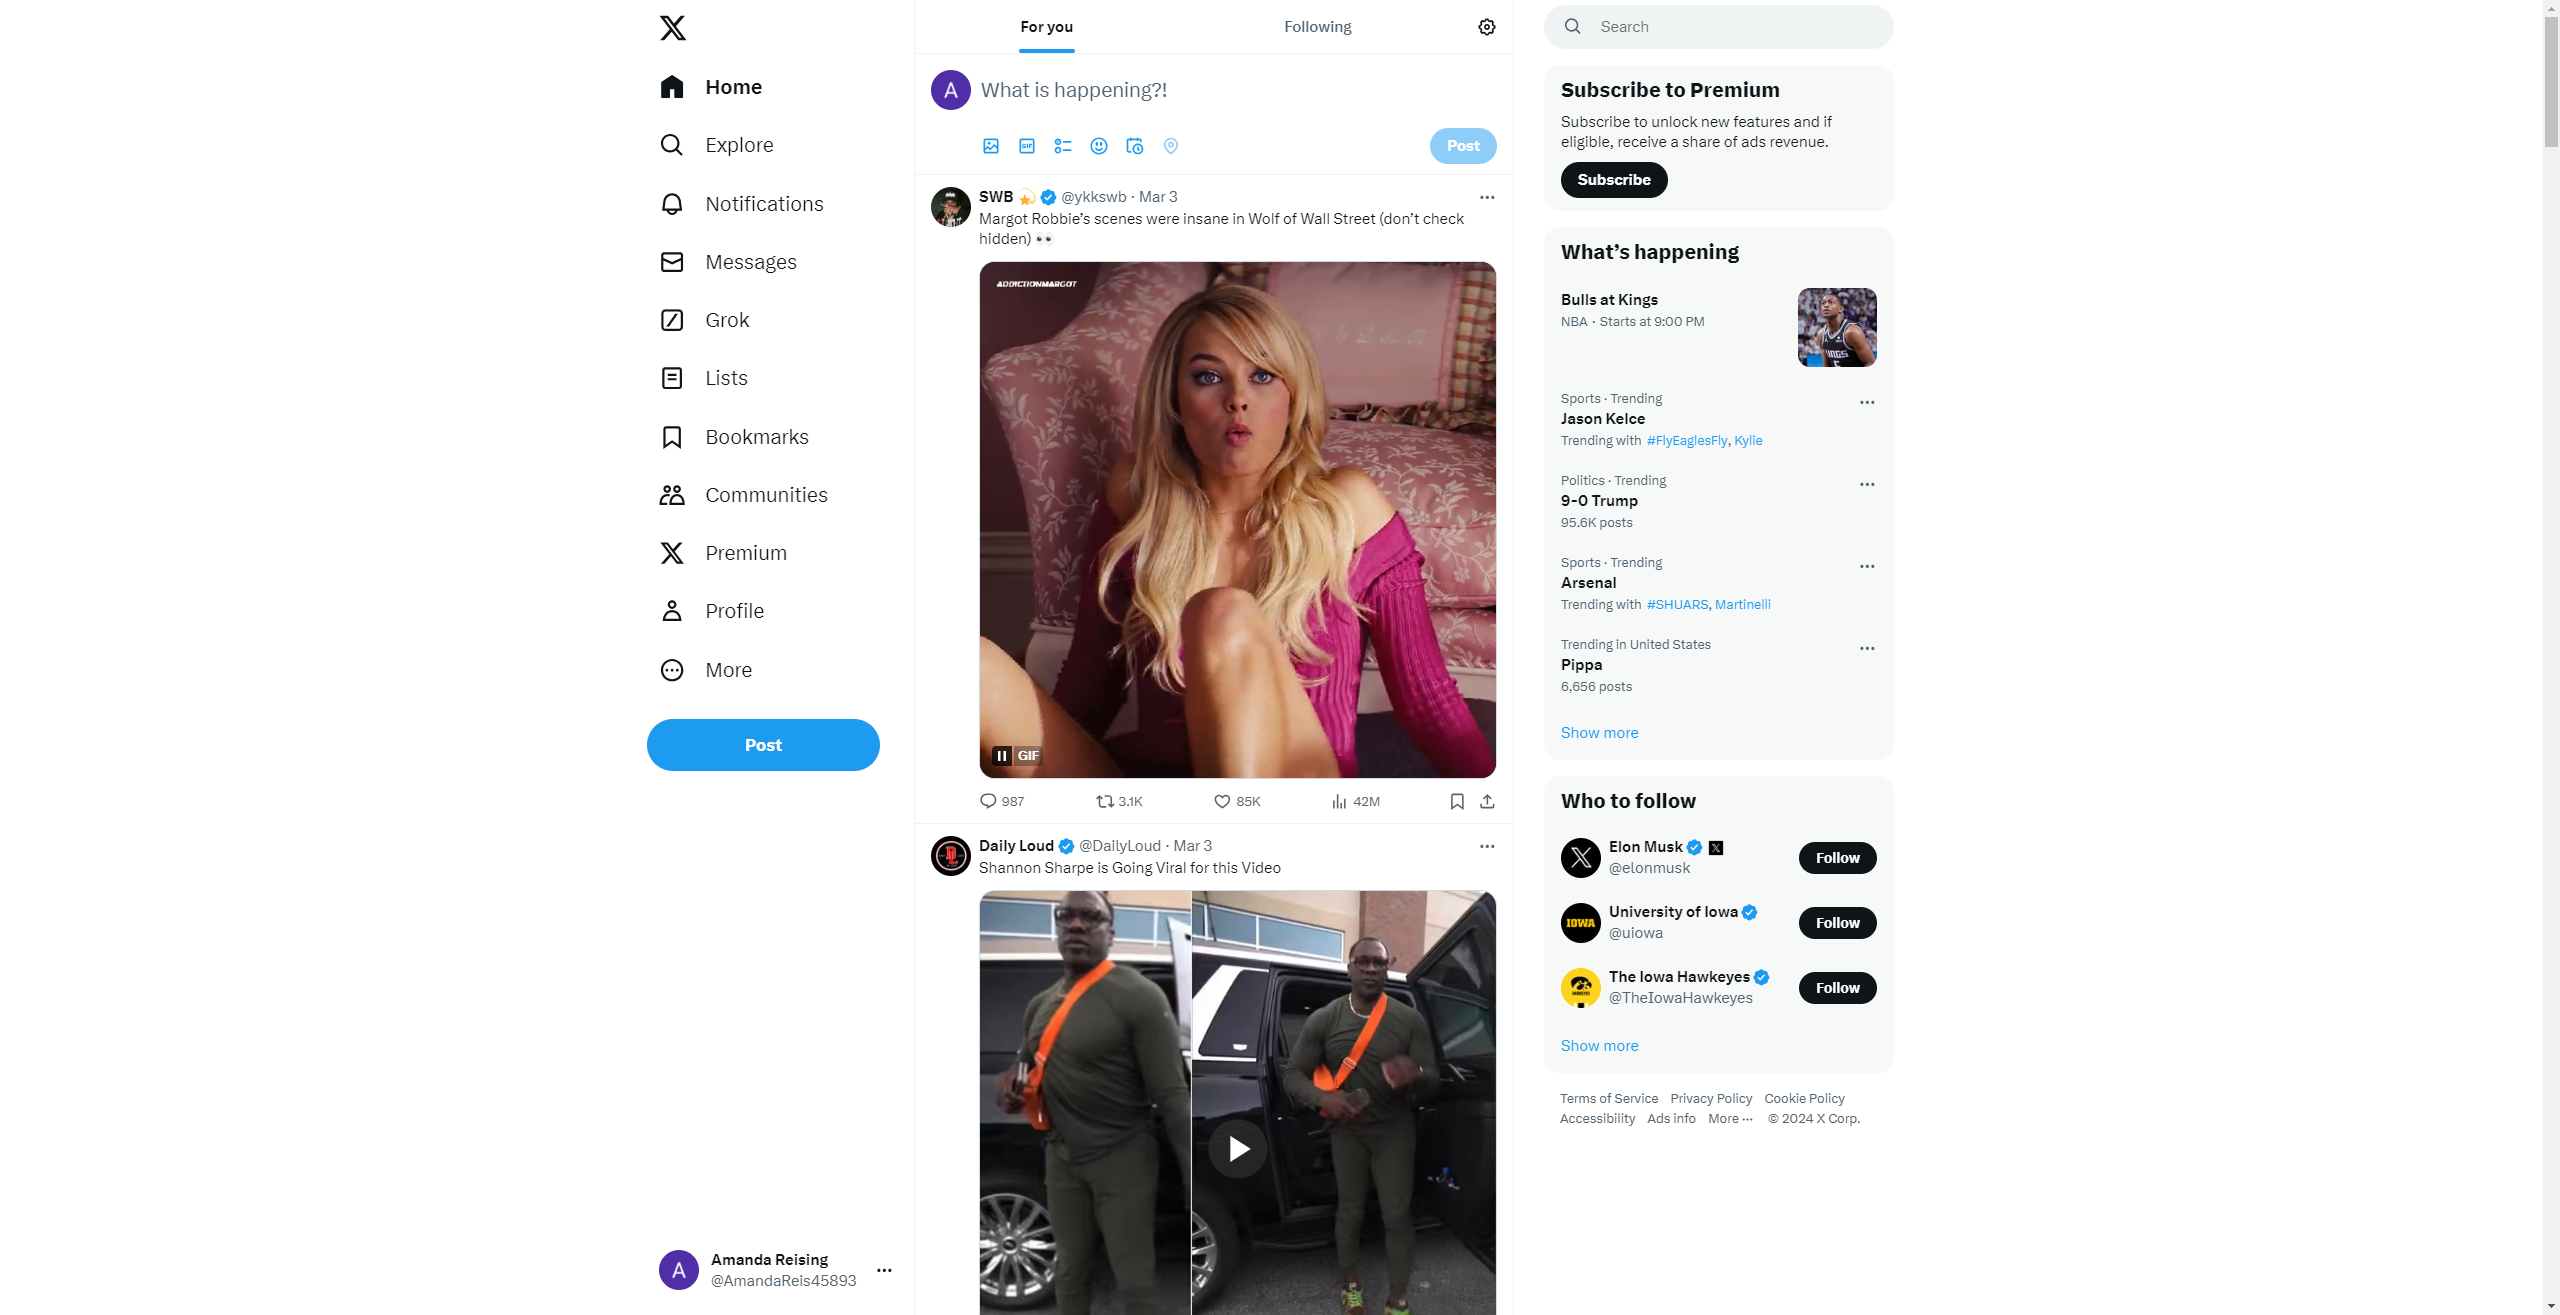 Home
Explore
Notifications
Messages
Grok
Lists
Bookmarks
Communities
Premium
Profile
More
Post
A
Amanda Reising
@AmandaReis45893
For you
Following
A
What is happening?!
GIF
Post
SWB @ykkswb · Mar 3
Margot Robbie’s scenes were insane in Wolf of Wall Street (don’t check
hidden)
ADDICTIONMARGOT
GIF
987
3.1K
85K
42M
Daily Loud @DailyLoud · Mar 3
Shannon Sharpe is Going Viral for this Video
Search
Subscribe to Premium
Subscribe to unlock new features and if
eligible, receive a share of ads revenue.
Subscribe
What’s happening
Bulls at Kings
NBA · Starts at 9:00 PM
Sports · Trending
Jason Kelce
Trending with #FlyEaglesFly, Kylie
Politics · Trending
9-0 Trump
95.6K posts
Sports · Trending
Arsenal
Trending with #SHUARS, Martinelli
Trending in United States
Pippa
6,656 posts
Show more
Who to follow
Elon Musk
@elonmusk
Follow
IOWA
University of Iowa
@uiowa
Follow
The Iowa Hawkeyes
@TheIowaHawkeyes
Follow
Show more
Terms of Service Privacy Policy Cookie Policy
Accessibility Ads info More ··· © 2024 X Corp.